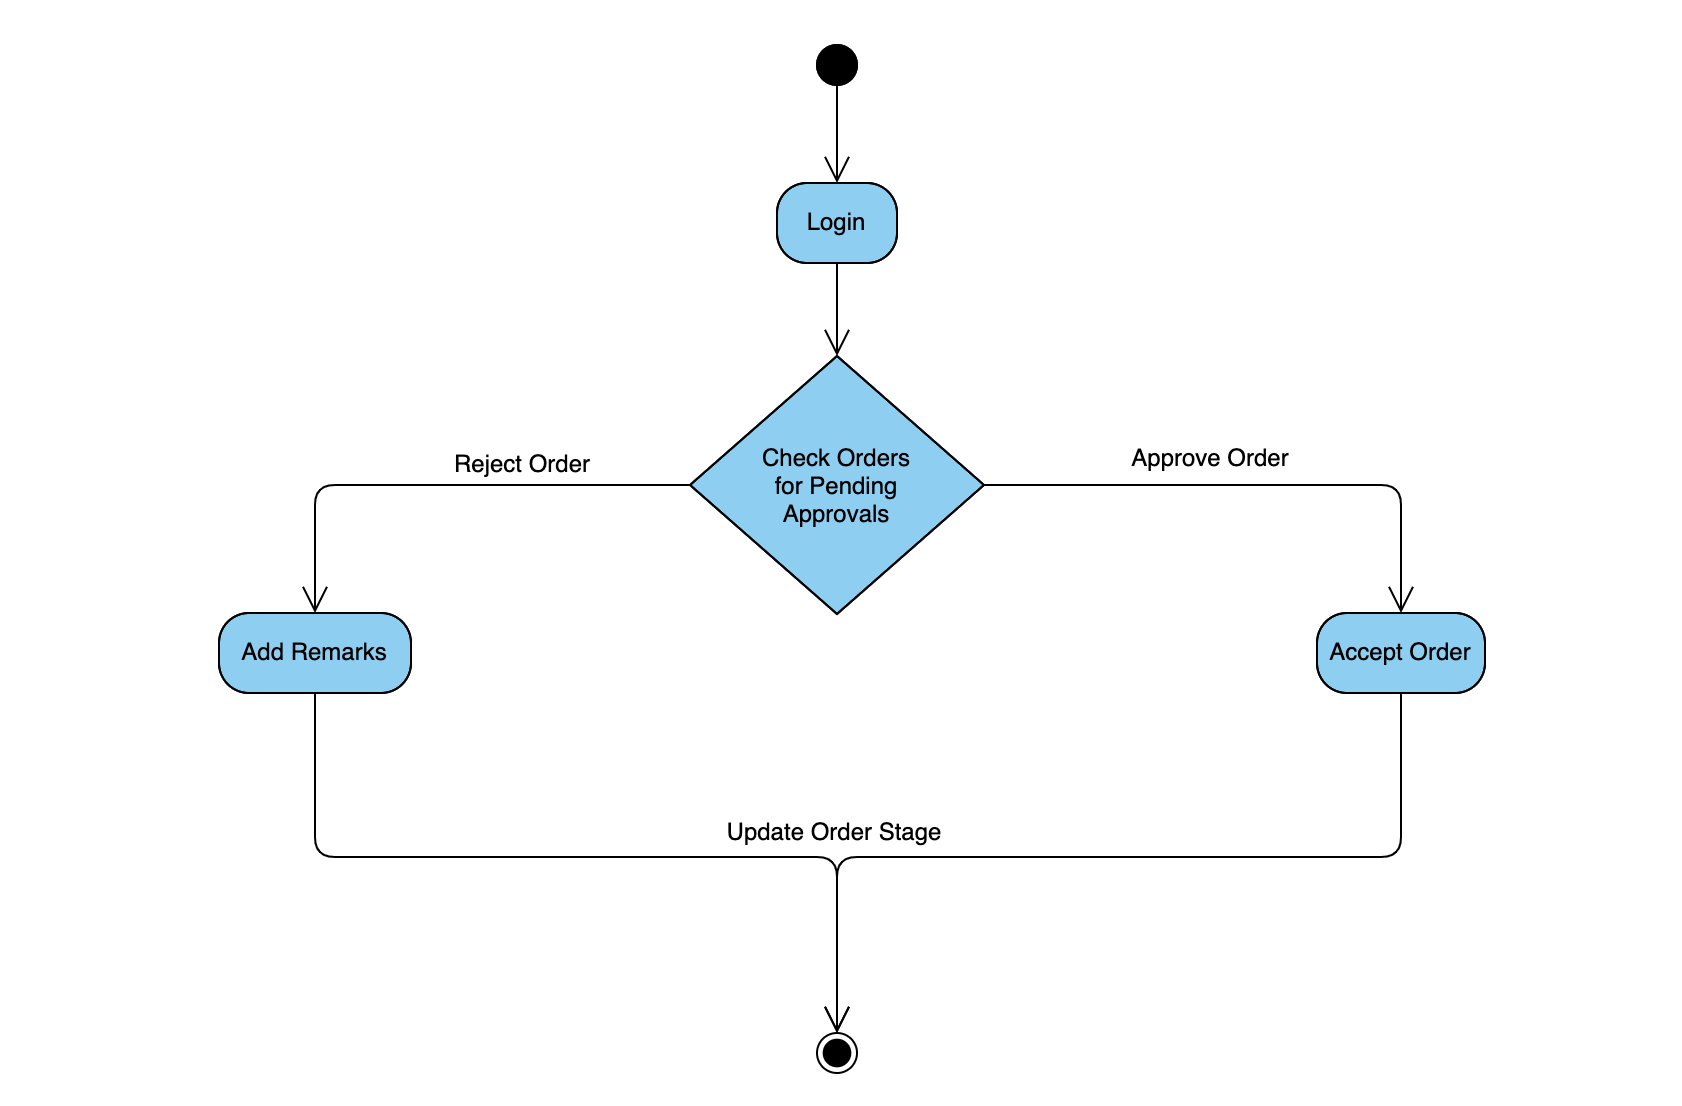 Login
Check Orders
for Pending
Approvals
Reject Order
Approve Order
Add Remarks
Accept Order
Update Order Stage